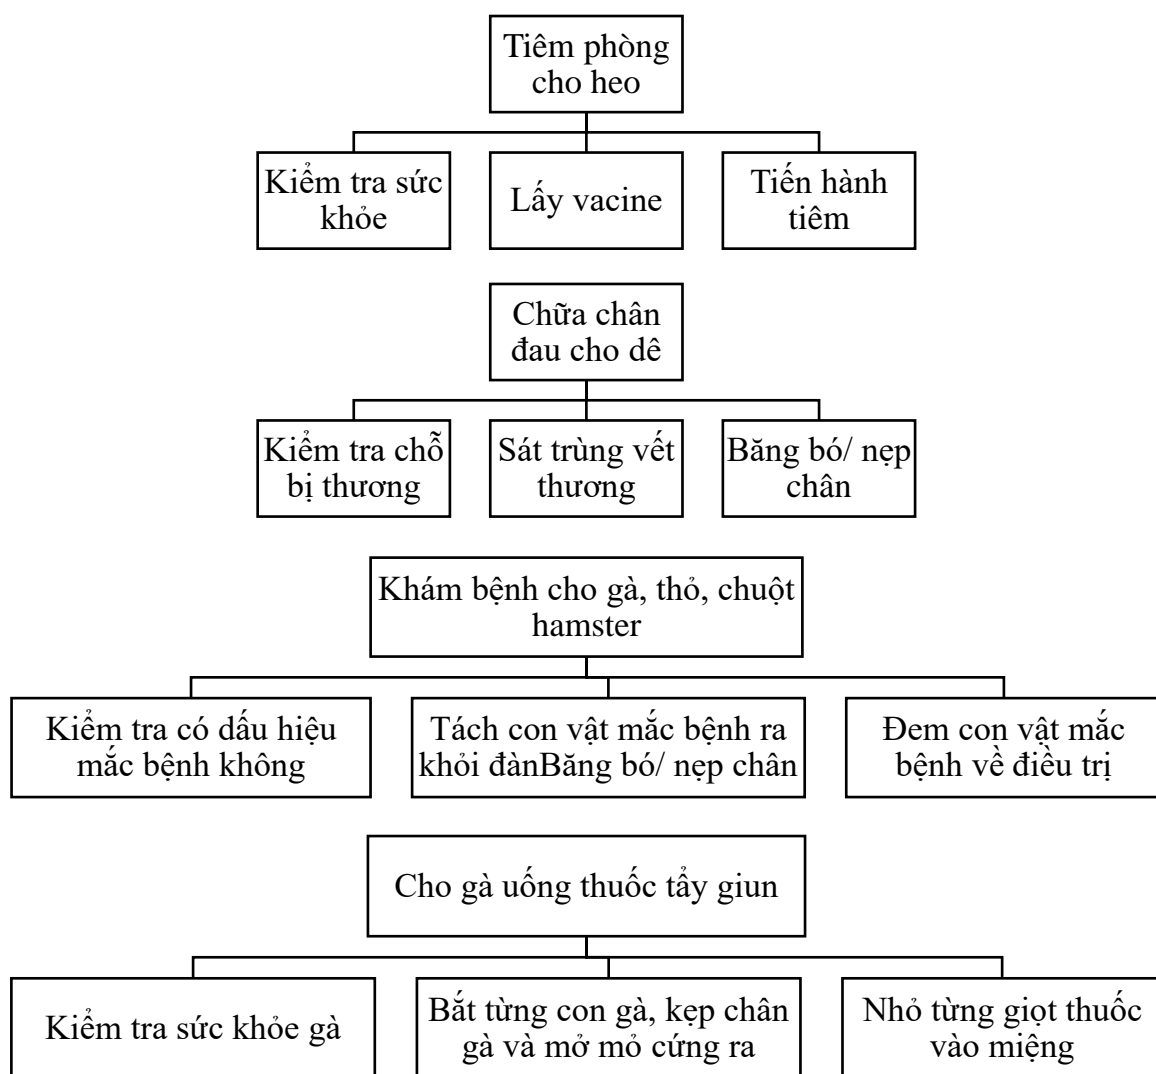 Tiêm phòng
cho heo
Kiểm tra sức
khỏe
Lấy vacine
Tiến hành
tiêm
Chữa chân
đau cho dê
Kiểm tra chỗ
bị thương
Sát trùng vết
thương
Băng bó/ nẹp
chân
Khám bệnh cho gà, thỏ, chuột
hamster
Kiểm tra có dấu hiệu
mắc bệnh không
Tách con vật mắc bệnh ra
khỏi đànBăng bó/ nẹp chân
Đem con vật mắc
bệnh về điều trị
Cho gà uống thuốc tẩy giun
Kiểm tra sức khỏe gà
Bắt từng con gà, kẹp chân
gà và mở mỏ cứng ra
Nhỏ từng giọt thuốc
vào miệng